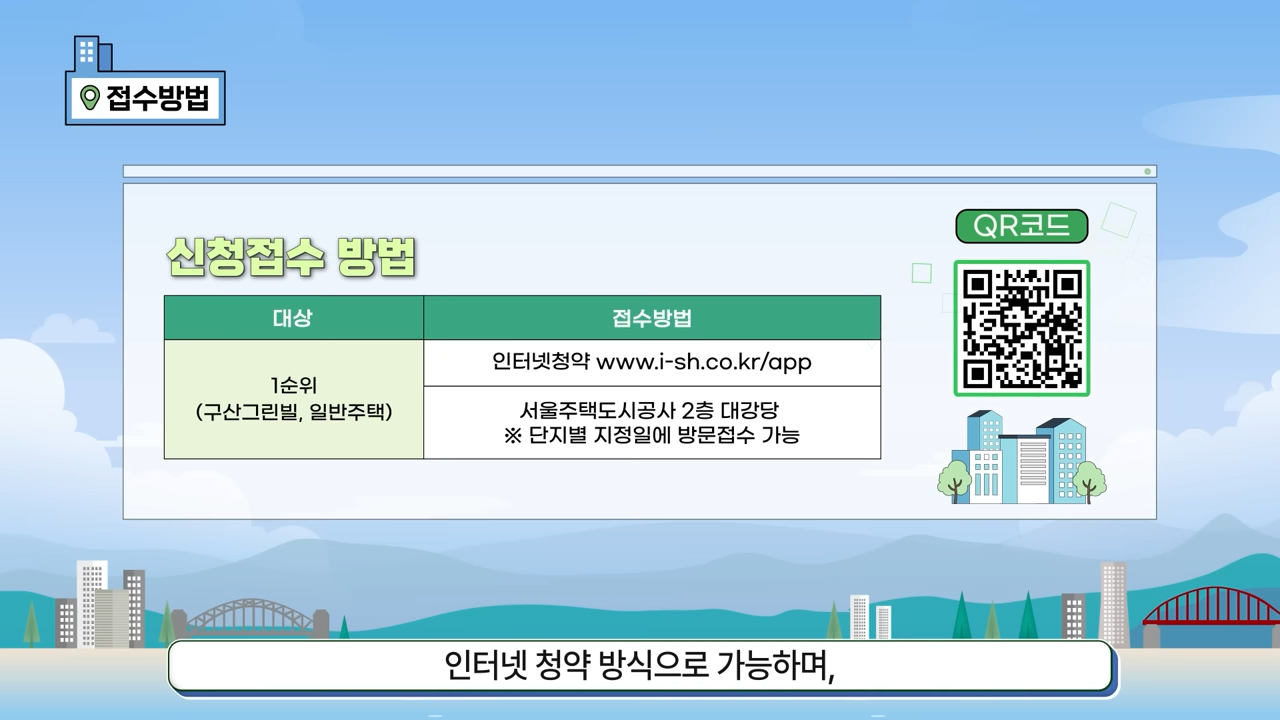 접수방법
신청접수 방법
QR코드
대상
접수방법
1순위
(구산그린빌, 일반주택)
인터넷청약 www.i-sh.co.kr/app
서울주택도시공사 2층 대강당
※ 단지별 지정일에 방문접수 가능
인터넷 청약 방식으로 가능하며,